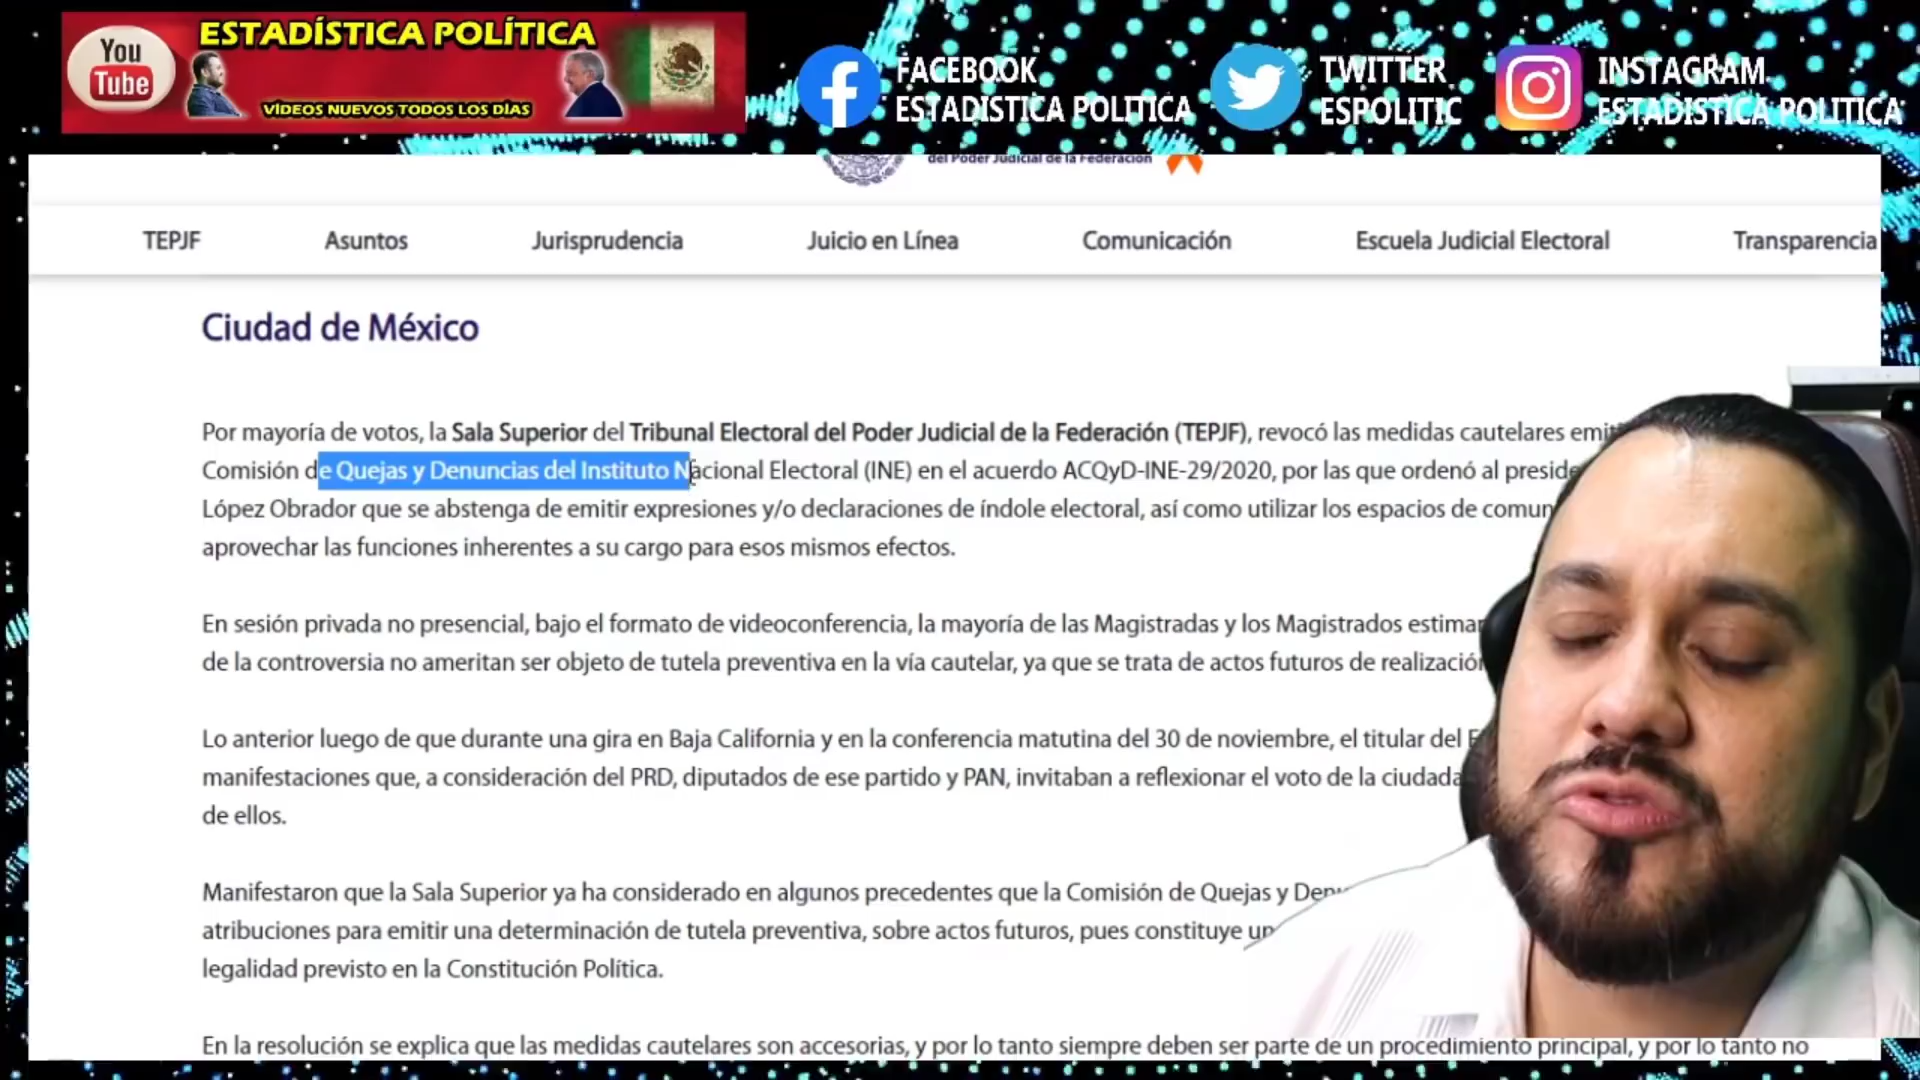 You
Tube
ESTADÍSTICA POLÍTICA
VÍDEOS NUEVOS TODOS LOS DÍAS
FACEBOOK
ESTADISTICA POLITICA
TWITTER
ESPOLITIC
INSTAGRAM
ESTADISTICA POLITICA
del Poder Judicial de la Federación
TEPJF Asuntos Jurisprudencia Juicio en Línea Comunicación Escuela Judicial Electoral Transparencia
Ciudad de México
Por mayoría de votos, la Sala Superior del Tribunal Electoral del Poder Judicial de la Federación (TEPJF), revocó las medidas cautelares
Comisión de Quejas y Denuncias del Instituto Nacional Electoral (INE) en el acuerdo ACQyD-INE-29/2020, por las que ordenó al
López Obrador que se abstenga de emitir expresiones y/o declaraciones de índole electoral, así como utilizar los espacios de
aprovechar las funciones inherentes a su cargo para esos mismos efectos.
En sesión privada no presencial, bajo el formato de videoconferencia, la mayoría de las Magistradas y los Magistrados
de la controversia no ameritan ser objeto de tutela preventiva en la vía cautelar, ya que se trata de actos futuros de
Lo anterior luego de que durante una gira en Baja California y en la conferencia matutina del 30 de noviembre, el titular del
manifestaciones que, a consideración del PRD, diputados de ese partido y PAN, invitaban a reflexionar el voto de la
de ellos.
Manifestaron que la Sala Superior ya ha considerado en algunos precedentes que la Comisión de Quejas y
atribuciones para emitir una determinación de tutela preventiva, sobre actos futuros, pues constituye
legalidad previsto en la Constitución Política.
En la resolución se explica que las medidas cautelares son accesorias, y por lo tanto siempre deben ser parte de un procedimiento principal, y por lo tanto no